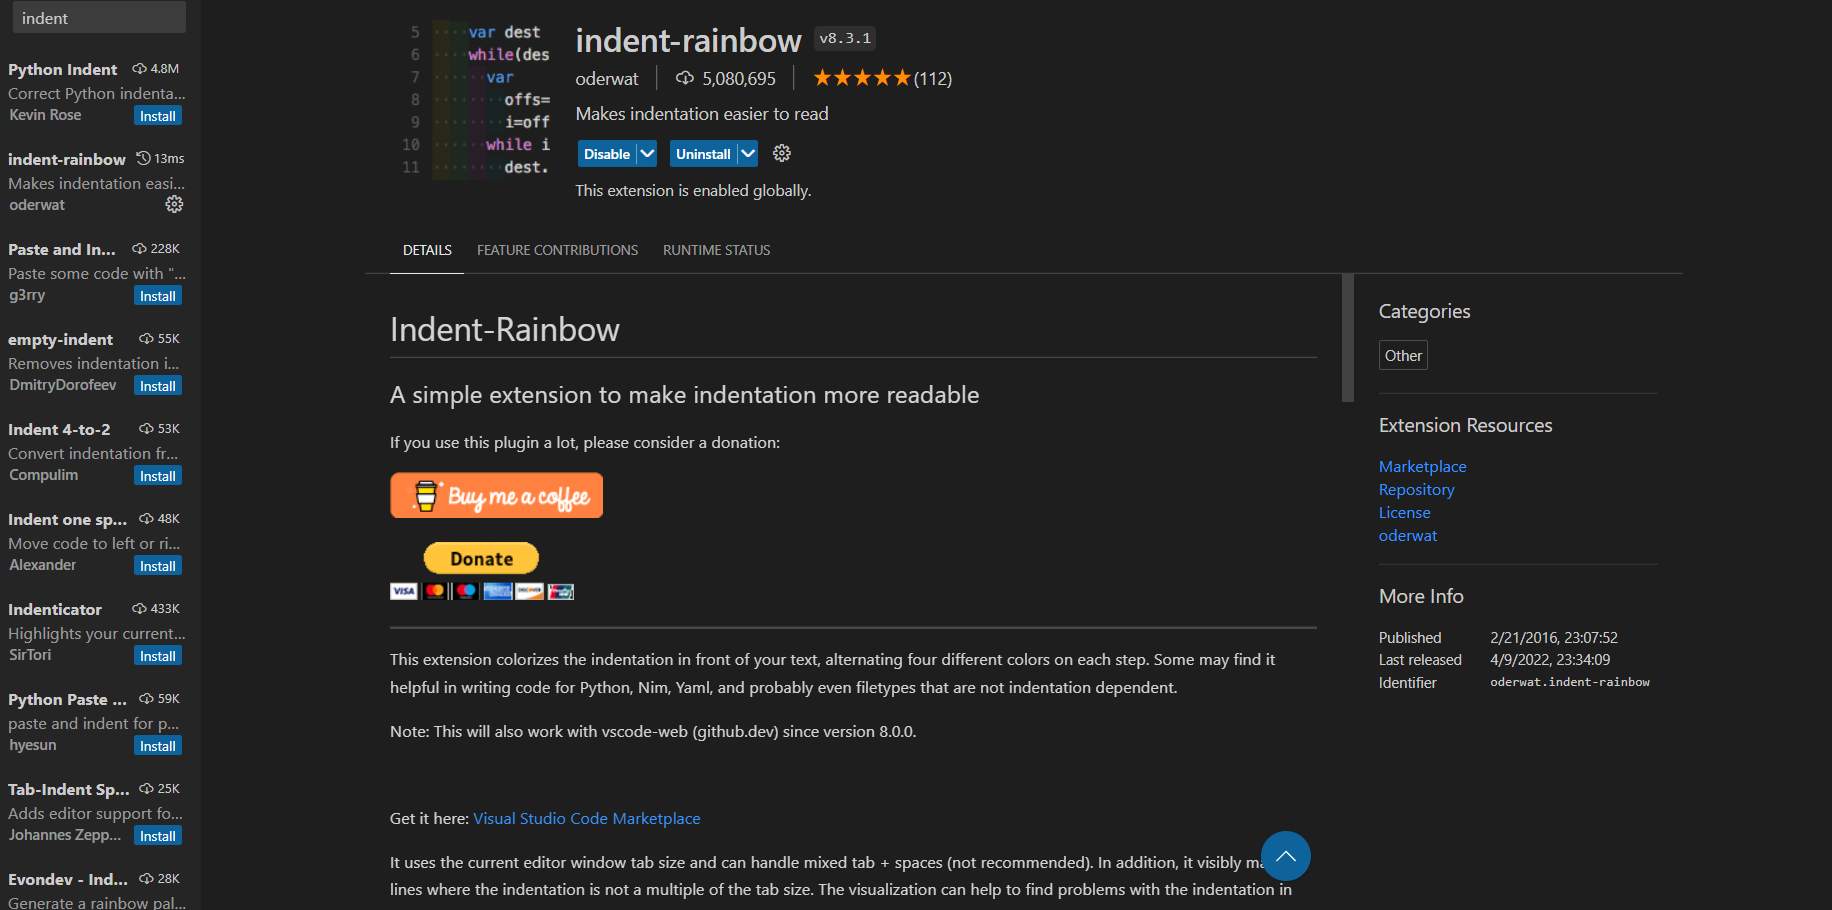 indent
Python Indent 4.8M
Correct Python indenta...
Kevin Rose Install
indent-rainbow 13ms
Makes indentation easi...
oderwat
Paste and In... 228K
Paste some code with "...
g3rry Install
empty-indent 55K
Removes indentation i...
DmitryDorofeev Install
Indent 4-to-2 53K
Convert indentation fr...
Compulim Install
Indent one sp... 48K
Move code to left or ri...
Alexander Install
Indenticator 433K
Highlights your current...
SirTori Install
Python Paste ... 59K
paste and indent for p...
hyesun Install
Tab-Indent Sp... 25K
Adds editor support fo...
Johannes Zepp... Install
Evondev - Ind... 28K
Generate a rainbow pal...
5 var dest
6 while(des
7 var
8 offs=
9 i=off
10 while i
11 dest.
indent-rainbow v8.3.1
oderwat 5,080,695 ★★★★★(112)
Makes indentation easier to read
Disable Uninstall
This extension is enabled globally.
DETAILS FEATURE CONTRIBUTIONS RUNTIME STATUS
Indent-Rainbow
A simple extension to make indentation more readable
If you use this plugin a lot, please consider a donation:
Buy me a coffee
Donate
VISA DISCOVER
This extension colorizes the indentation in front of your text, alternating four different colors on each step. Some may find it
helpful in writing code for Python, Nim, Yaml, and probably even filetypes that are not indentation dependent.
Note: This will also work with vscode-web (github.dev) since version 8.0.0.
Get it here: Visual Studio Code Marketplace
It uses the current editor window tab size and can handle mixed tab + spaces (not recommended). In addition, it visibly ma
lines where the indentation is not a multiple of the tab size. The visualization can help to find problems with the indentation in
Categories
Other
Extension Resources
Marketplace
Repository
License
oderwat
More Info
Published 2/21/2016, 23:07:52
Last released 4/9/2022, 23:34:09
Identifier oderwat.indent-rainbow